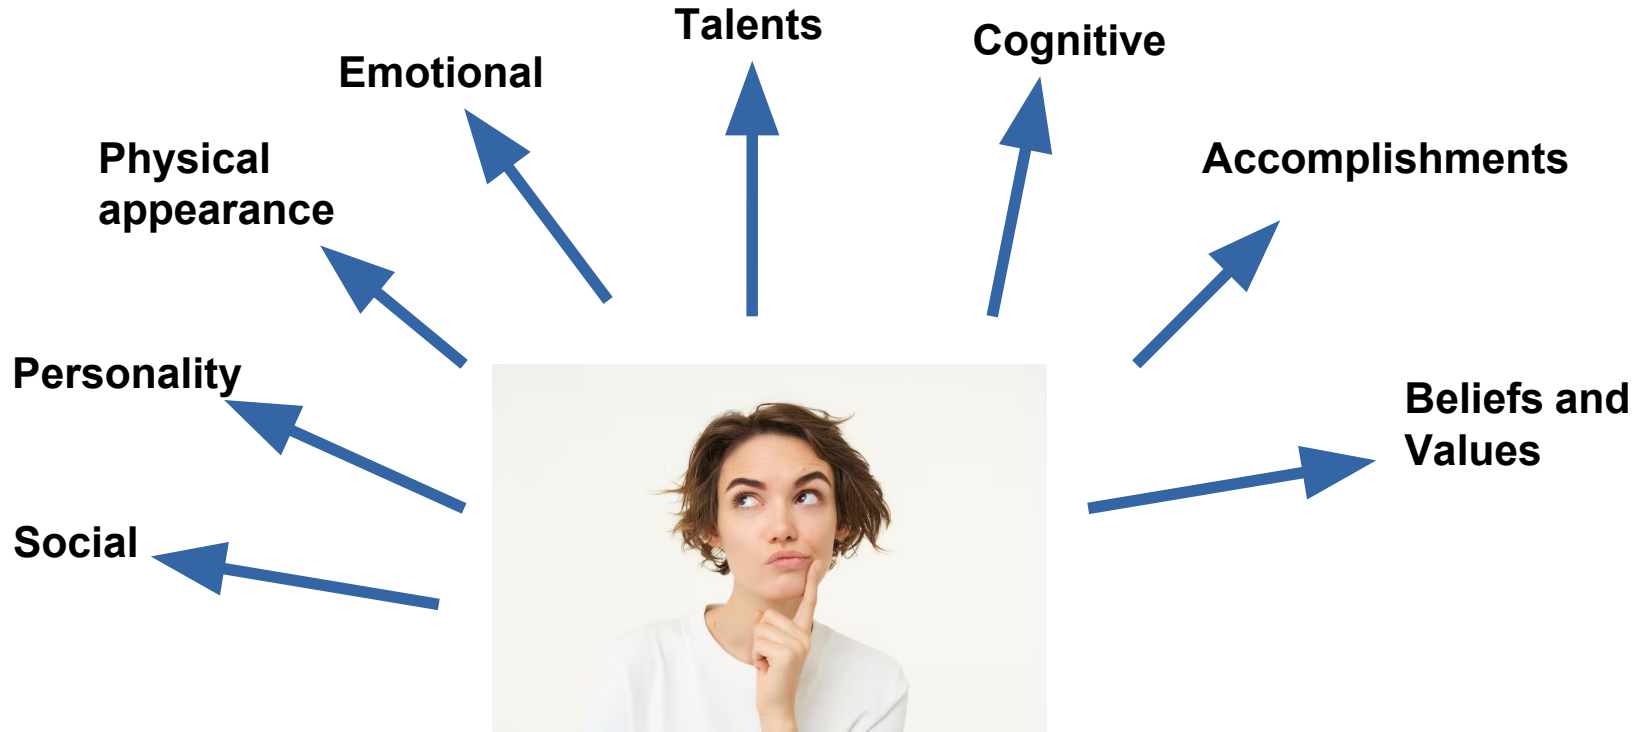 Talents
Cognitive
Emotional
Physical
appearance
Accomplishments
Personality
Beliefs and
Values
Social